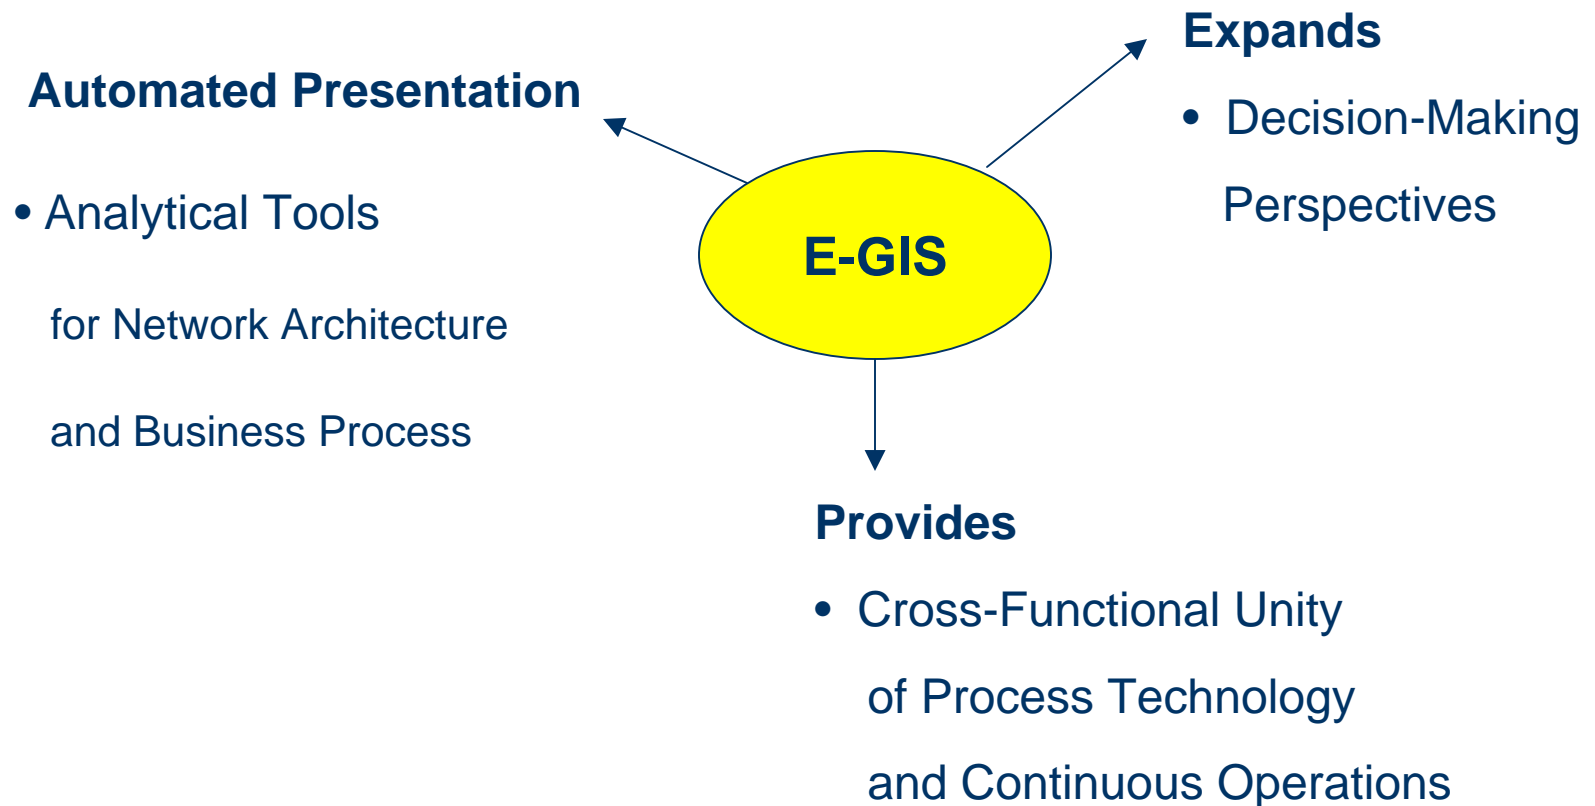 Automated Presentation
• Analytical Tools
for Network Architecture
and Business Process
E-GIS
Expands
• Decision-Making
Perspectives
Provides
• Cross-Functional Unity
of Process Technology
and Continuous Operations